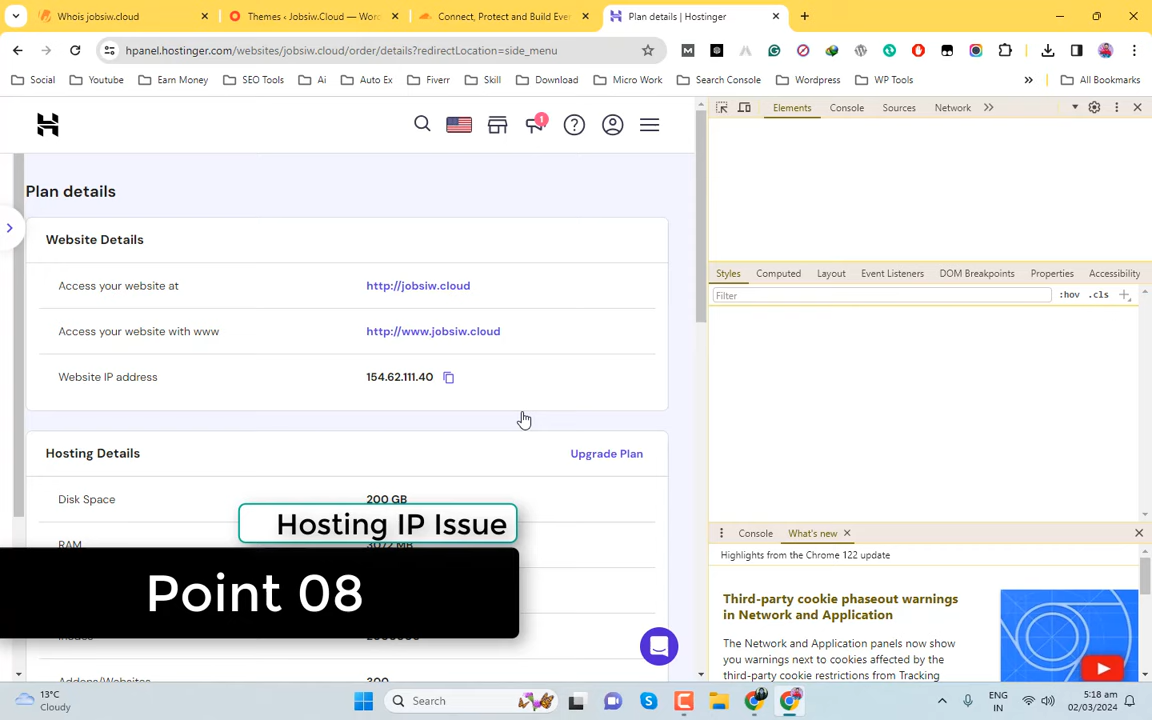 Whois jobsiw.cloud
Themes ‹ Jobsiw.Cloud — Wor
Connect, Protect and Build Eve
Plan details | Hostinger
hpanel.hostinger.com/websites/jobsiw.cloud/order/details?redirectLocation=side_menu
Social
Youtube
Earn Money
SEO Tools
Ai
Auto Ex
Fiverr
Skill
Download
Micro Work
Search Console
Wordpress
WP Tools
All Bookmarks
1
Elements
Console
Sources
Network
Plan details
Website Details
Access your website at
http://jobsiw.cloud
Access your website with www
http://www.jobsiw.cloud
Website IP address
154.62.111.40
Hosting Details
Upgrade Plan
Disk Space
200 GB
RAM
3072 MB
Hosting IP Issue
Point 08
Inodes
Addons/Websites
300
Styles
Computed
Layout
Event Listeners
DOM Breakpoints
Properties
Accessibility
Filter
:hov
.cls
Console
What's new
Highlights from the Chrome 122 update
Third-party cookie phaseout warnings
in Network and Application
The Network and Application panels now show
you warnings next to cookies affected by the
third-party cookie restrictions from Tracking
13°C
Cloudy
Search
ENG
IN
5:18 am
02/03/2024